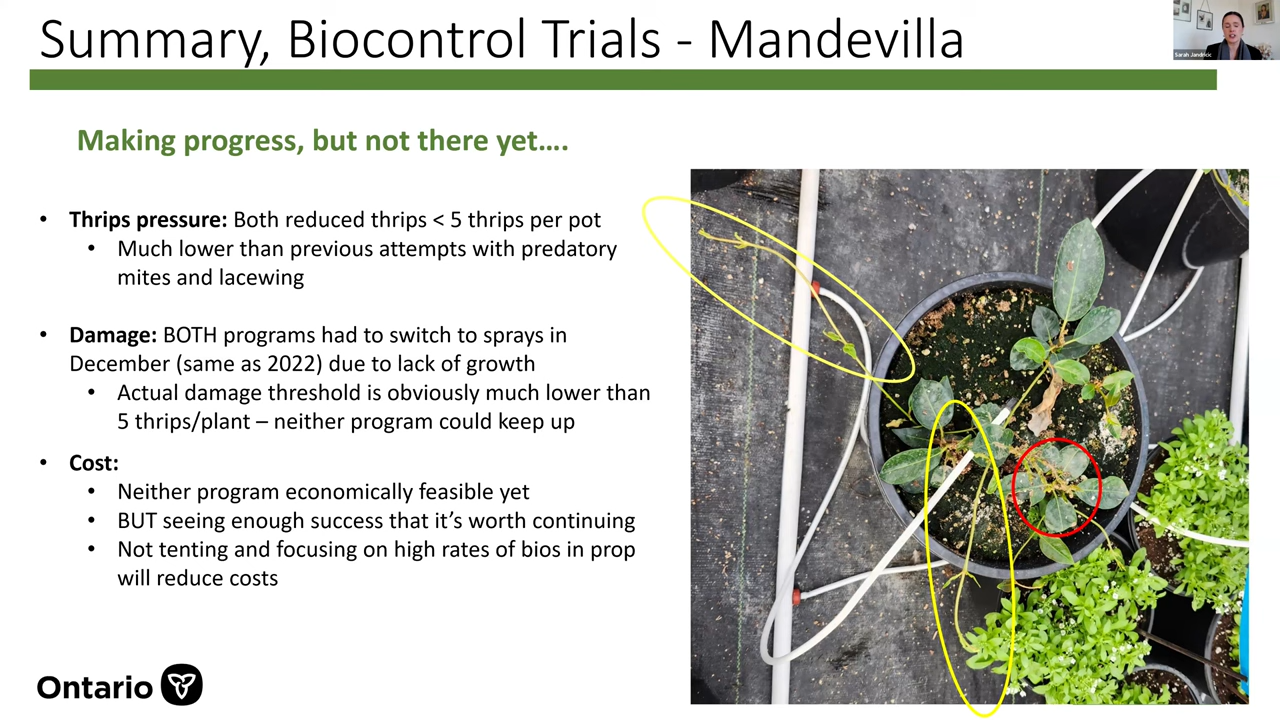 Summary, Biocontrol Trials - Mandevilla
Sarah Jandricic
Making progress, but not there yet….
• Thrips pressure: Both reduced thrips < 5 thrips per pot
• Much lower than previous attempts with predatory
mites and lacewing
• Damage: BOTH programs had to switch to sprays in
December (same as 2022) due to lack of growth
• Actual damage threshold is obviously much lower than
5 thrips/plant – neither program could keep up
• Cost:
• Neither program economically feasible yet
• BUT seeing enough success that it’s worth continuing
• Not tenting and focusing on high rates of bios in prop
will reduce costs
Ontario